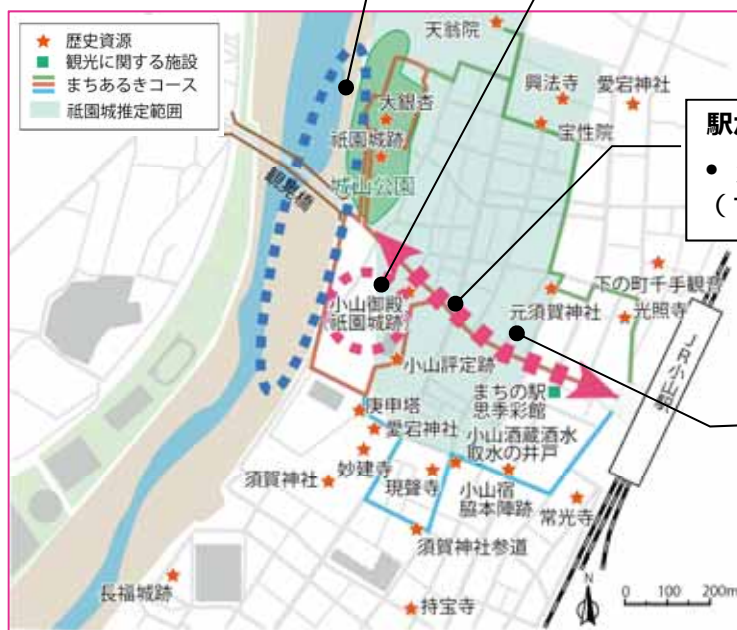 歴史資源
観光に関する施設
まちあるきコース
祇園城推定範囲
天翁院
興法寺
愛宕神社
宝性院
大銀杏
祇園城跡
城山公園
観晃橋
駅
下の町千手観音
光照寺
元須賀神社
小山御殿
祇園城跡
小山評定跡
まちの駅
思季彩館
JR小山駅
庚申塔
愛宕神社
小山酒蔵酒水
取水の井戸
妙建寺
須賀神社
現聲寺
小山宿
脇本陣跡
常光寺
須賀神社参道
長福城跡
持宝寺
N
0 100 200m